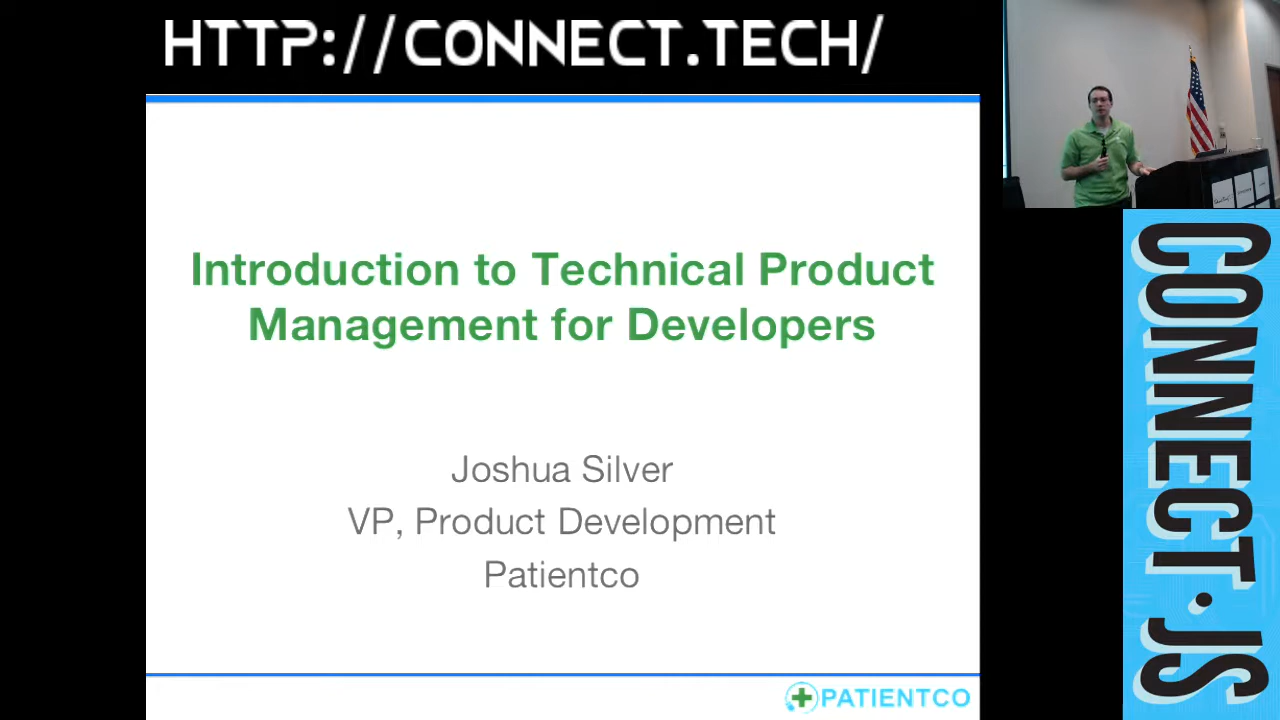 HTTP://CONNECT.TECH/
Introduction to Technical Product
Management for Developers
Joshua Silver
VP, Product Development
Patientco
PATIENTCO
CONNECT.JS